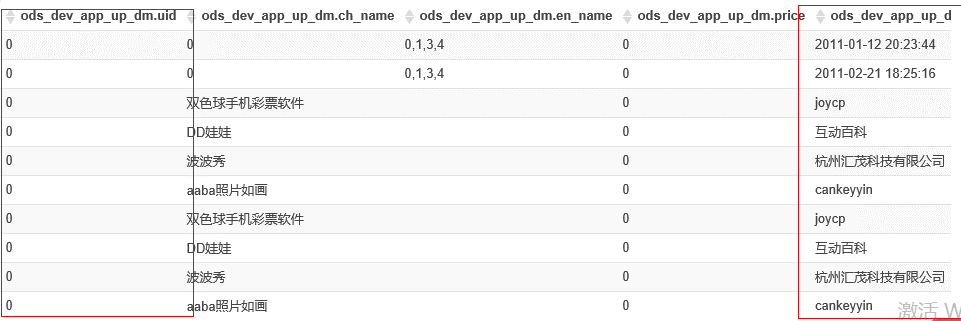 ods_dev_app_up_dm.uid ods_dev_app_up_dm.ch_name ods_dev_app_up_dm.en_name ods_dev_app_up_dm.price ods_dev_app_up_d
0 0 0,1,3,4 0 2011-01-12 20:23:44
0 0 0,1,3,4 0 2011-02-21 18:25:16
0 双色球手机彩票软件 0 joycp
0 DD娃娃 0 互动百科
0 波波秀 0 杭州汇茂科技有限公司
0 aaba照片如画 0 cankeyyin
0 双色球手机彩票软件 0 joycp
0 DD娃娃 0 互动百科
0 波波秀 0 杭州汇茂科技有限公司
0 aaba照片如画 0 cankeyyin
激活 W